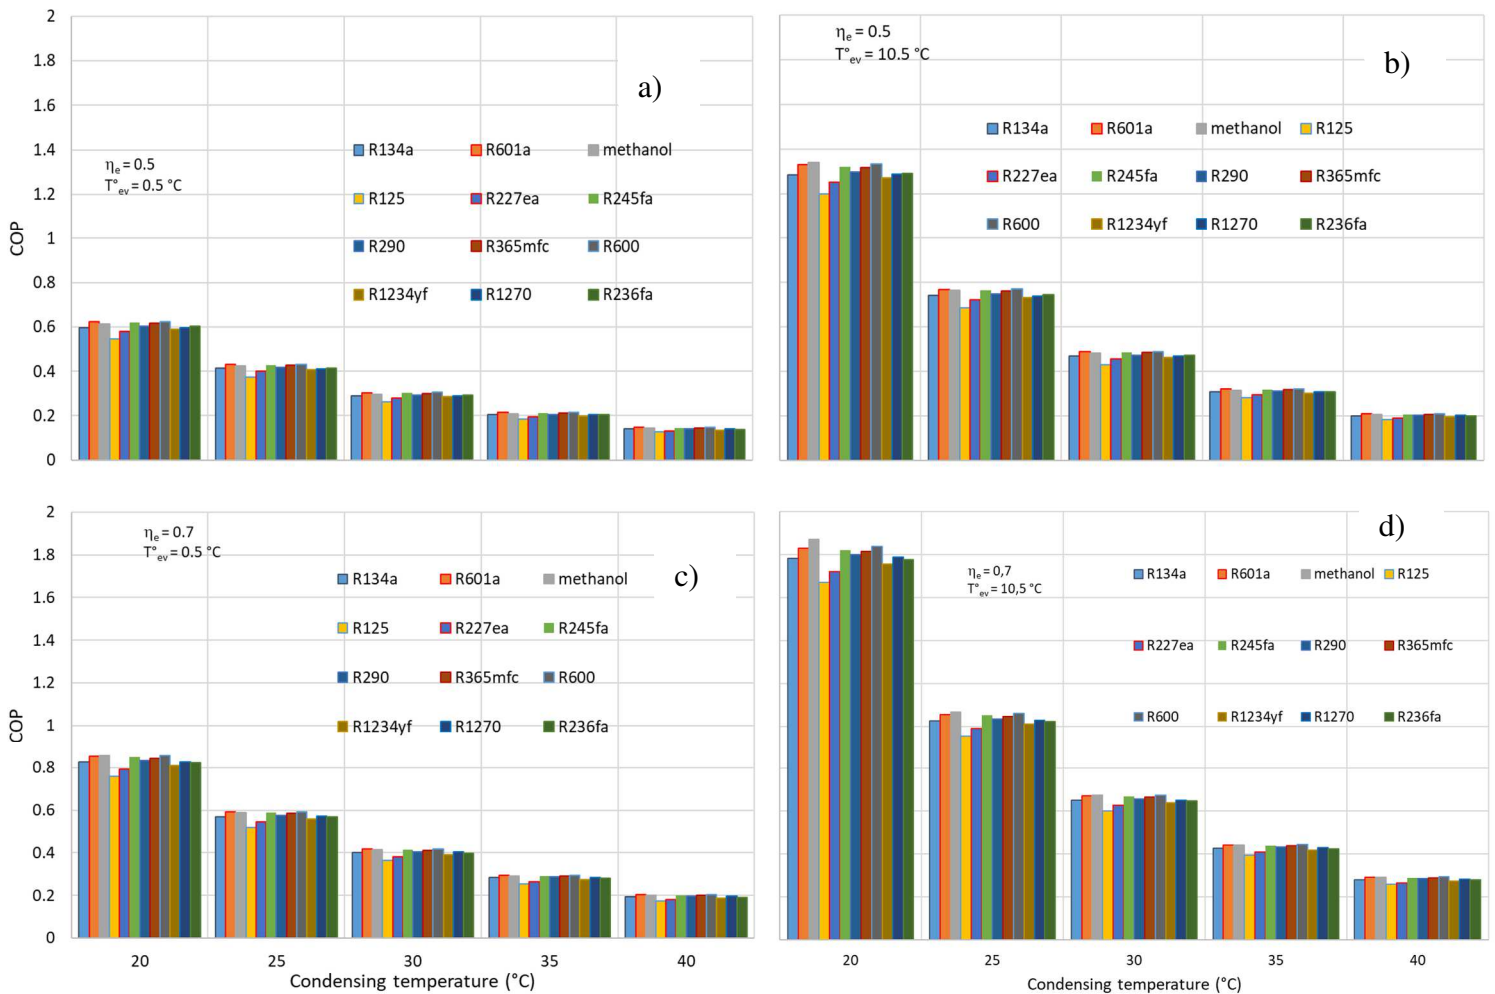 2
1.8
1.6
1.4
1.2
1
0.8
0.6
0.4
0.2
0
COP
a)
ηe = 0.5
T°ev = 0.5 °C
R134a R601a methanol
R125 R227ea R245fa
R290 R365mfc R600
R1234yf R1270 R236fa
ηe = 0.5
T°ev = 10.5 °C
b)
R134a R601a methanol R125
R227ea R245fa R290 R365mfc
R600 R1234yf R1270 R236fa
2
1.8
1.6
1.4
1.2
1
0.8
0.6
0.4
0.2
0
COP
ηe = 0.7
T°ev = 0.5 °C
c)
R134a R601a methanol
R125 R227ea R245fa
R290 R365mfc R600
R1234yf R1270 R236fa
20 25 30 35 40
Condensing temperature (°C)
d)
ηe = 0,7
T°ev = 10,5 °C
R134a R601a methanol R125
R227ea R245fa R290 R365mfc
R600 R1234yf R1270 R236fa
20 25 30 35 40
Condensing temperature (°C)